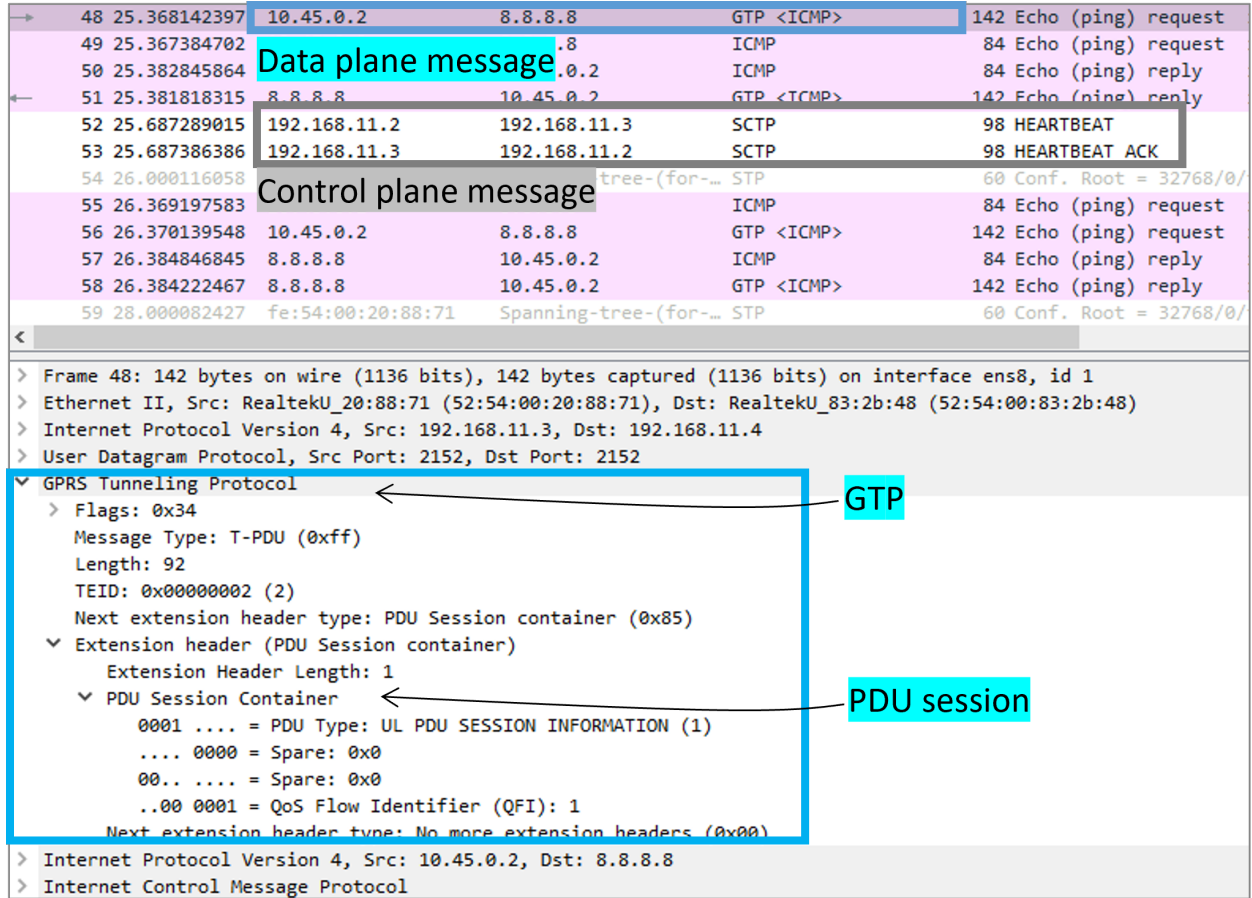 48 25.368142397 10.45.0.2 8.8.8.8 GTP <ICMP> 142 Echo (ping) request
49 25.367384702 .8 ICMP 84 Echo (ping) request
Data plane message
50 25.382845864 .0.2 ICMP 84 Echo (ping) reply
51 25.381818315 8.8.8.8 10.45.0.2 GTP <ICMP> 142 Echo (ping) reply
52 25.687289015 192.168.11.2 192.168.11.3 SCTP 98 HEARTBEAT
53 25.687386386 192.168.11.3 192.168.11.2 SCTP 98 HEARTBEAT ACK
54 26.000116058 -tree-(for-… STP 60 Conf. Root = 32768/0/
Control plane message
55 26.369197583 ICMP 84 Echo (ping) request
56 26.370139548 10.45.0.2 8.8.8.8 GTP <ICMP> 142 Echo (ping) request
57 26.384846845 8.8.8.8 10.45.0.2 ICMP 84 Echo (ping) reply
58 26.384222467 8.8.8.8 10.45.0.2 GTP <ICMP> 142 Echo (ping) reply
59 28.000082427 fe:54:00:20:88:71 Spanning-tree-(for-… STP 60 Conf. Root = 32768/0/
Frame 48: 142 bytes on wire (1136 bits), 142 bytes captured (1136 bits) on interface ens8, id 1
Ethernet II, Src: RealtekU_20:88:71 (52:54:00:20:88:71), Dst: RealtekU_83:2b:48 (52:54:00:83:2b:48)
Internet Protocol Version 4, Src: 192.168.11.3, Dst: 192.168.11.4
User Datagram Protocol, Src Port: 2152, Dst Port: 2152
GPRS Tunneling Protocol
GTP
Flags: 0x34
Message Type: T-PDU (0xff)
Length: 92
TEID: 0x00000002 (2)
Next extension header type: PDU Session container (0x85)
Extension header (PDU Session container)
Extension Header Length: 1
PDU Session Container
PDU session
0001 .... = PDU Type: UL PDU SESSION INFORMATION (1)
.... 0000 = Spare: 0x0
00.. .... = Spare: 0x0
..00 0001 = QoS Flow Identifier (QFI): 1
Next extension header type: No more extension headers (0x00)
Internet Protocol Version 4, Src: 10.45.0.2, Dst: 8.8.8.8
Internet Control Message Protocol